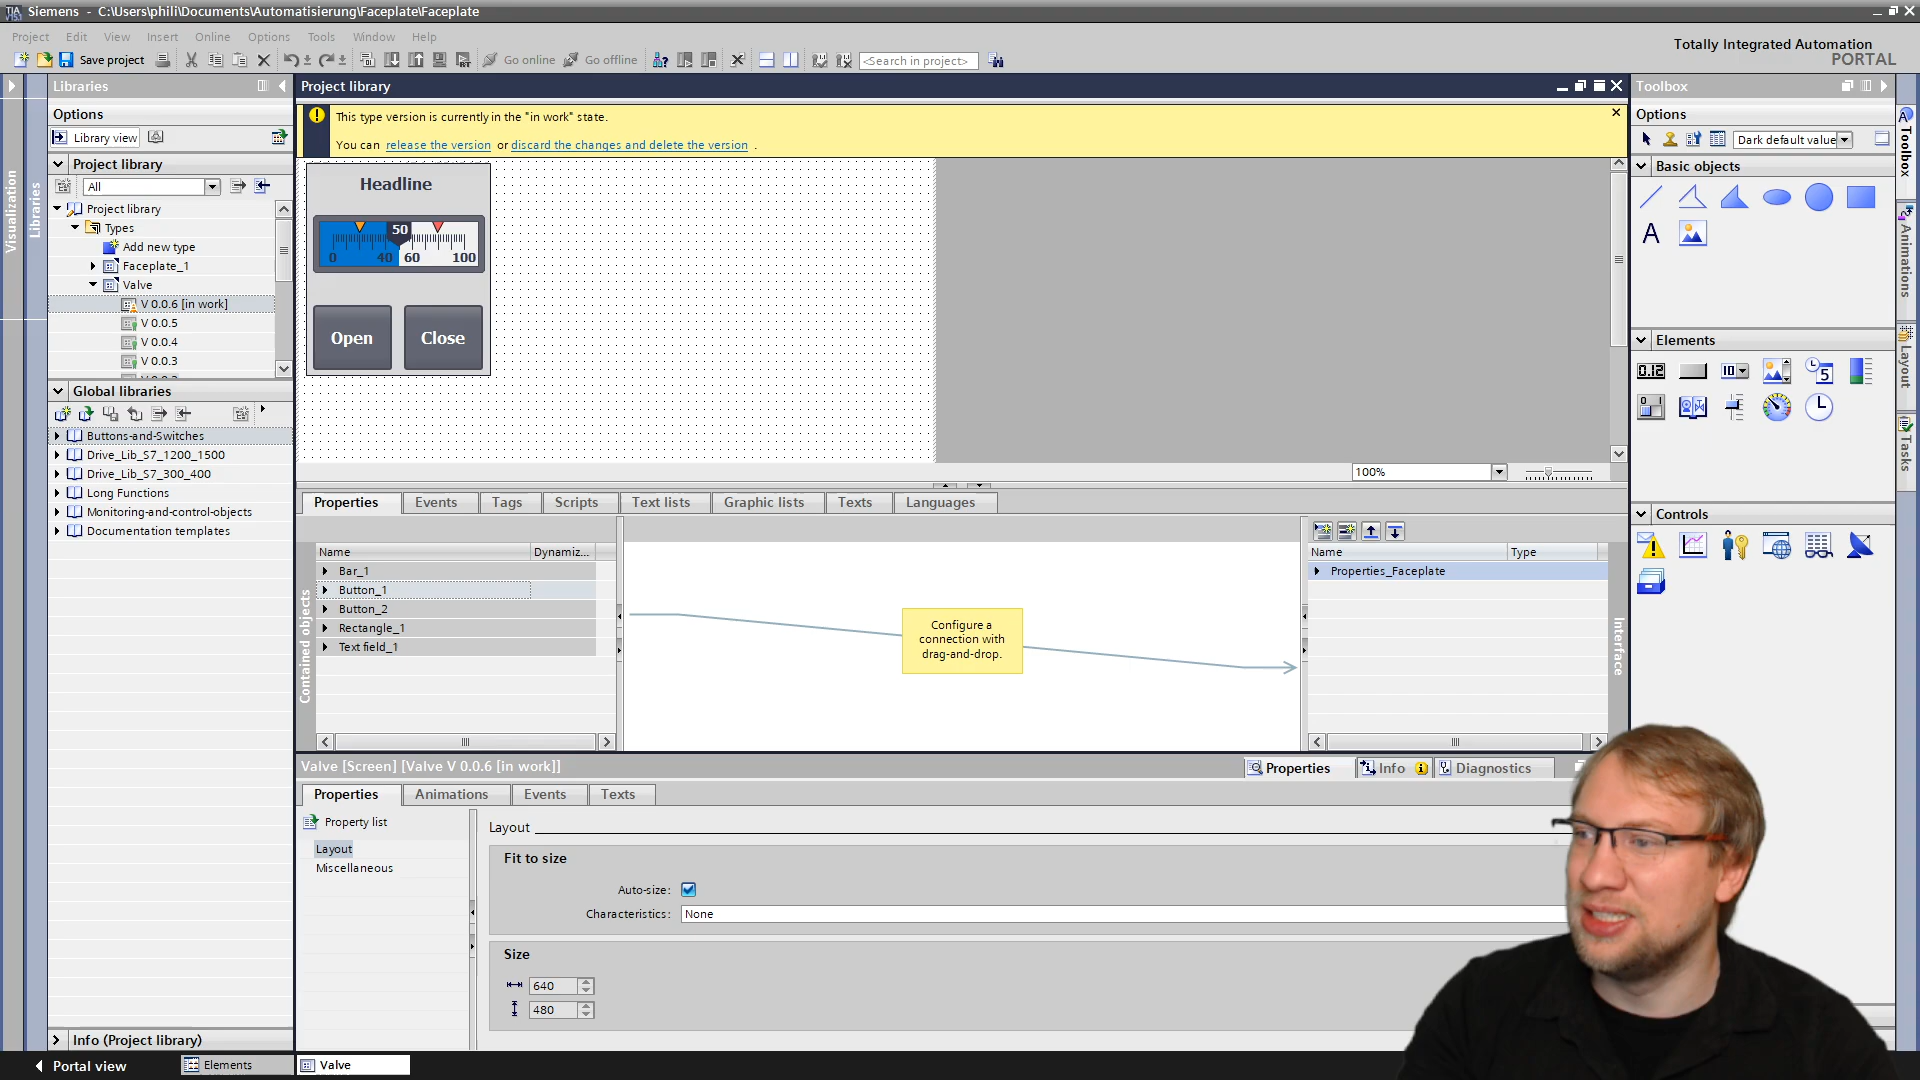 Siemens - C:\Users\phili\Documents\Automatisierung\Faceplate\Faceplate
Project Edit View Insert Online Options Tools Window Help
Totally Integrated Automation
PORTAL
Save project
Go online
Go offline
<Search in project>
Libraries
Options
Library view
Project library
All
Project library
Types
Add new type
Faceplate_1
Valve
V 0.0.6 [in work]
V 0.0.5
V 0.0.4
V 0.0.3
Global libraries
Buttons-and-Switches
Drive_Lib_S7_1200_1500
Drive_Lib_S7_300_400
Long Functions
Monitoring-and-control-objects
Documentation templates
Info (Project library)
Visualization
Libraries
Project library
This type version is currently in the "in work" state.
You can release the version or discard the changes and delete the version .
Headline
50
0 40 60 100
Open Close
100%
Properties Events Tags Scripts Text lists Graphic lists Texts Languages
Contained objects
Name Dynamiz...
Bar_1
Button_1
Button_2
Rectangle_1
Text field_1
Configure a
connection with
drag-and-drop.
Name Type
Properties_Faceplate
Interface
Valve [Screen] [Valve V 0.0.6 [in work]]
Properties Info Diagnostics
Properties Animations Events Texts
Property list
Layout
Miscellaneous
Layout
Fit to size
Auto-size:
Characteristics: None
Size
640
480
Toolbox
Options
Dark default value
Basic objects
Elements
Controls
Toolbox
Animations
Layout
Tasks
Portal view
Elements
Valve